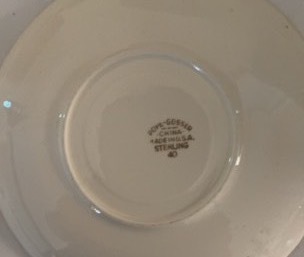 POPE-GOSSER
CHINA
MADE IN U.S.A.
STERLING
40